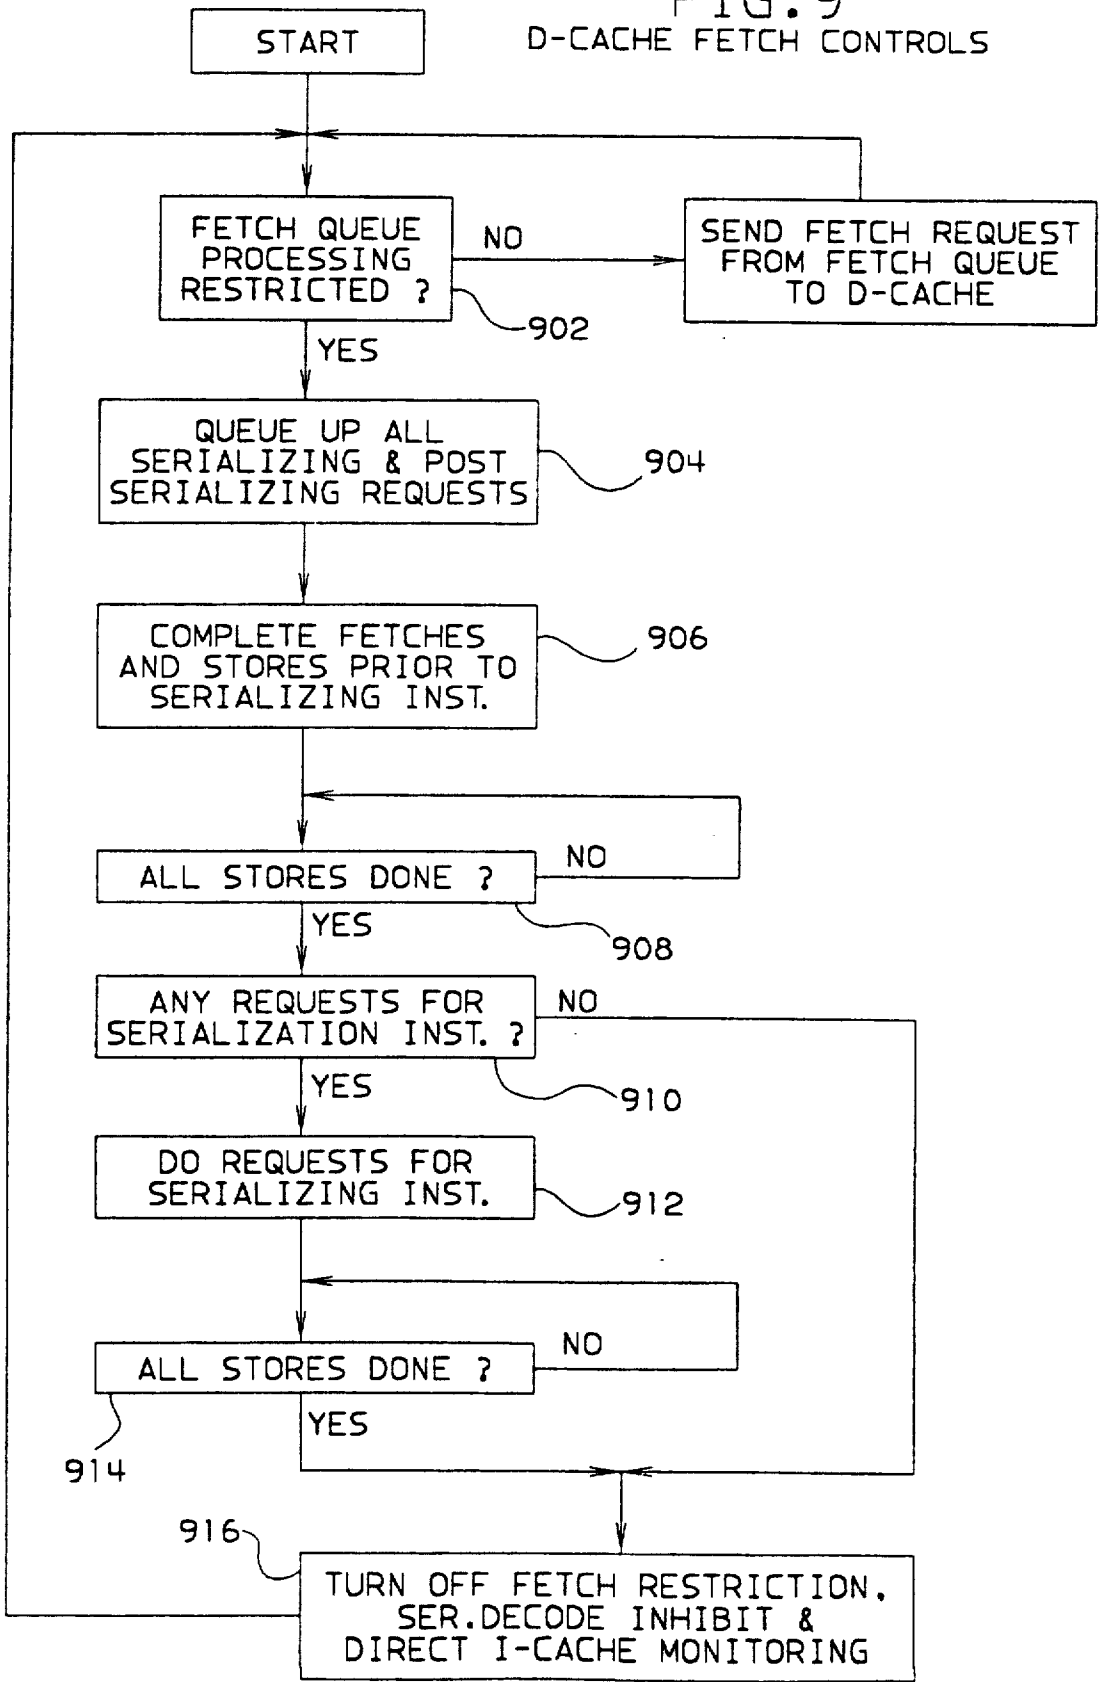 FIG.9
D-CACHE FETCH CONTROLS
START
FETCH QUEUE
PROCESSING
RESTRICTED ?
NO
SEND FETCH REQUEST
FROM FETCH QUEUE
TO D-CACHE
902
YES
QUEUE UP ALL
SERIALIZING & POST
SERIALIZING REQUESTS
904
COMPLETE FETCHES
AND STORES PRIOR TO
SERIALIZING INST.
906
ALL STORES DONE ?
NO
YES
908
ANY REQUESTS FOR
SERIALIZATION INST. ?
NO
YES
910
DO REQUESTS FOR
SERIALIZING INST.
912
ALL STORES DONE ?
NO
YES
914
916
TURN OFF FETCH RESTRICTION,
SER.DECODE INHIBIT &
DIRECT I-CACHE MONITORING